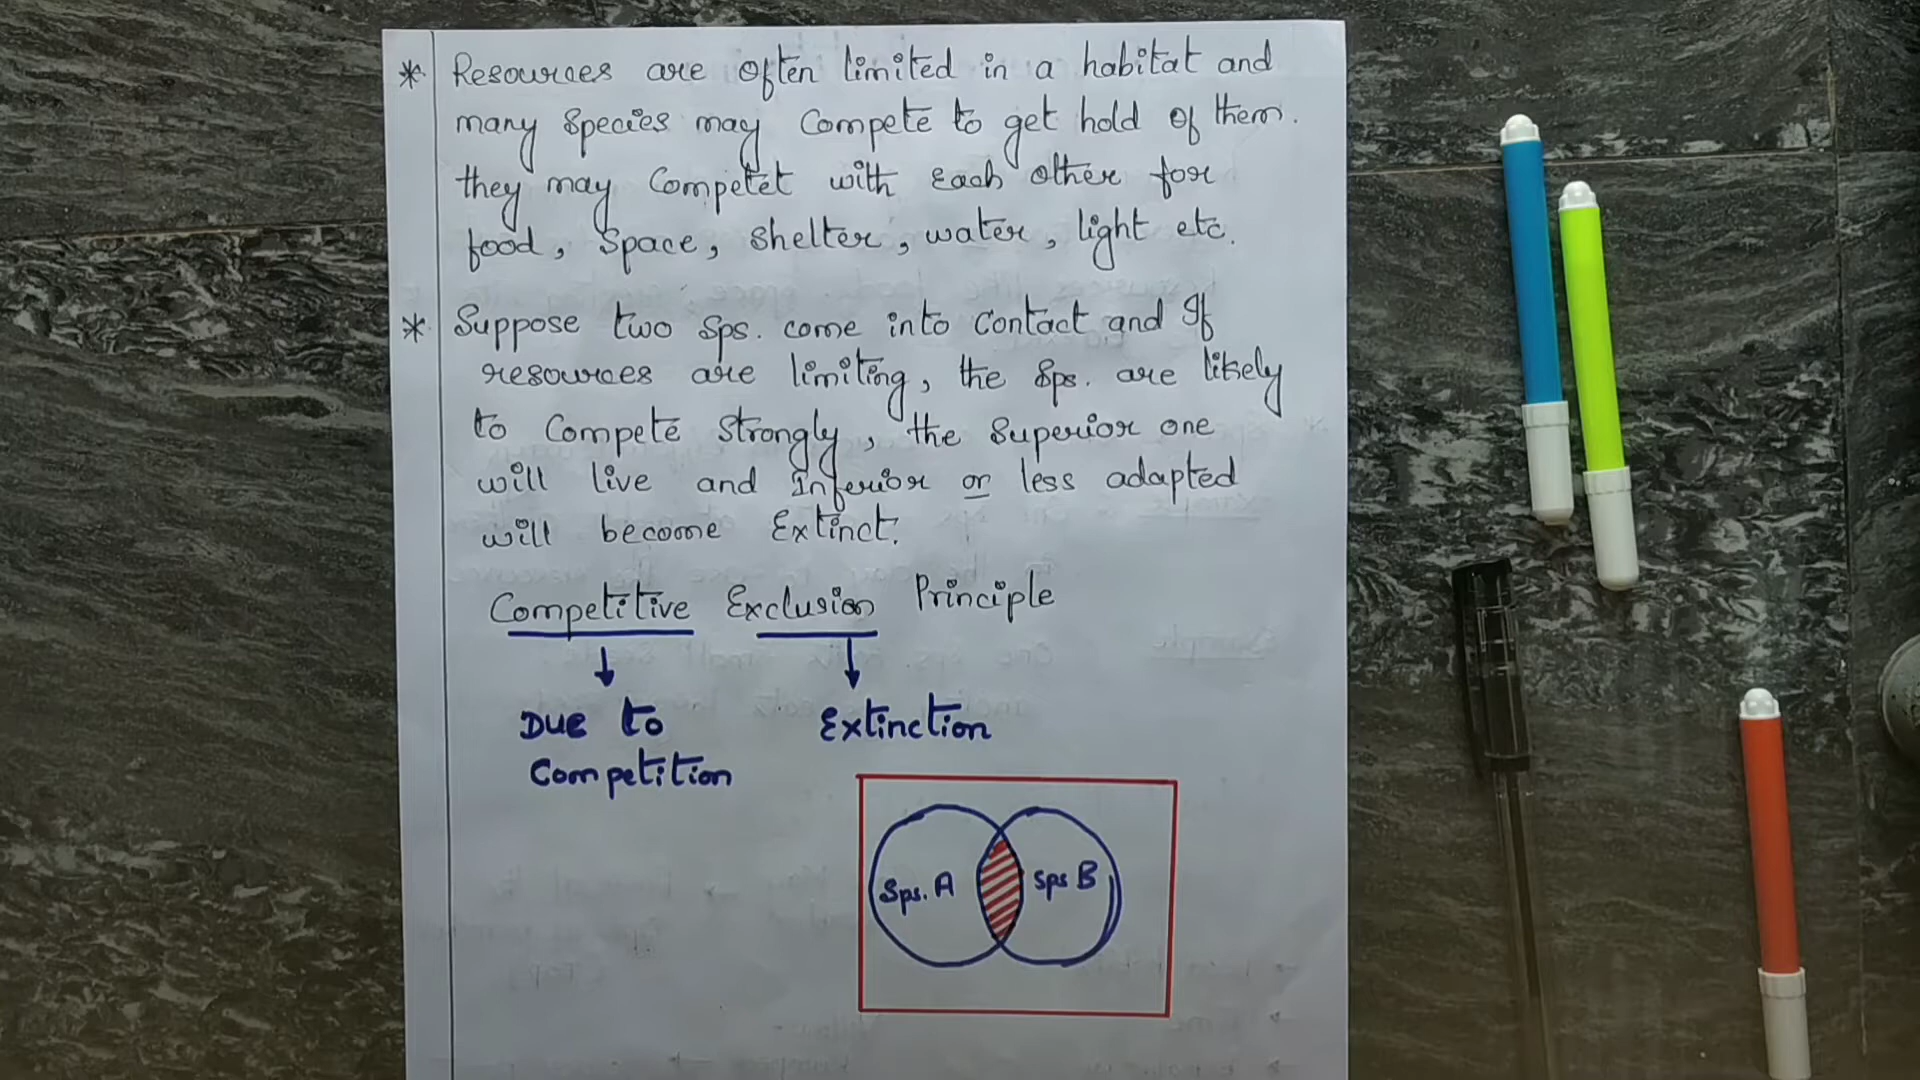 * Resources are often limited in a habitat and
many species may compete to get hold of them.
they may competet with each other for
food, space, shelter, water, light etc.
* Suppose two sps. come into contact and If
resources are limiting, the sps. are likely
to compete strongly, the superior one
will live and inferior or less adapted
will become Extinct.
Competitive Exclusion Principle
Due to Extinction
Competition
Sps. A Sps B